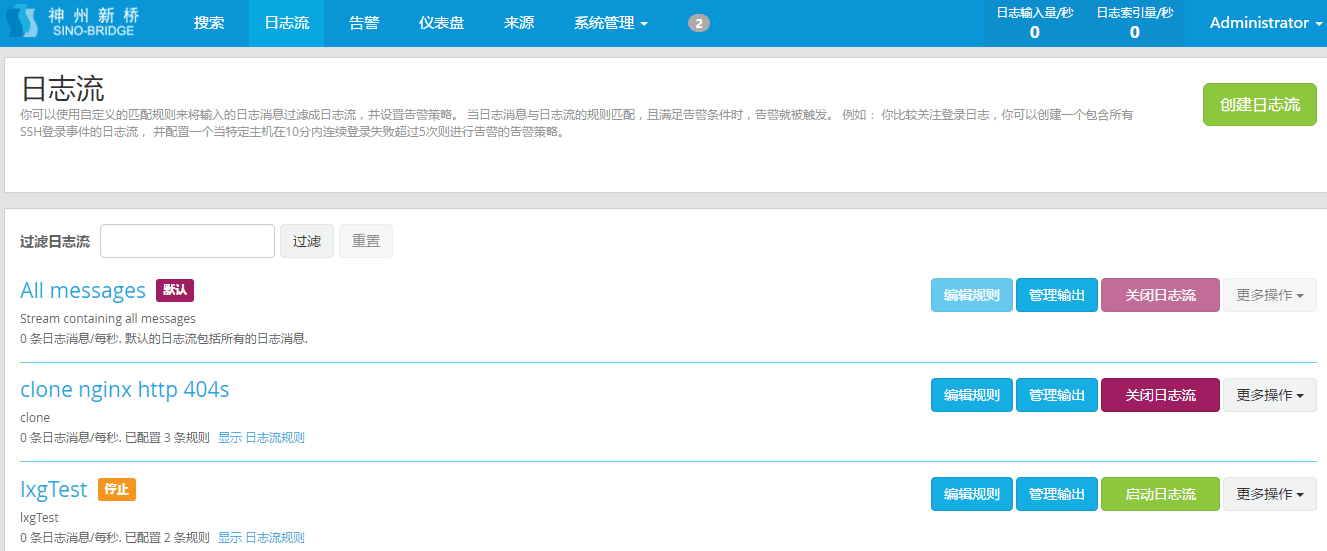 神州新桥
SINO-BRIDGE
搜索 日志流 告警 仪表盘 来源 系统管理 2
日志输入量/秒 日志索引量/秒
0 0
Administrator
日志流
你可以使用自定义的匹配规则来将输入的日志消息过滤成日志流，并设置告警策略。 当日志消息与日志流的规则匹配，且满足告警条件时，告警就被触发。 例如： 你比较关注登录日志，你可以创建一个包含所有
SSH登录事件的日志流， 并配置一个当特定主机在10分内连续登录失败超过5次则进行告警的告警策略。
创建日志流
过滤日志流 过滤 重置
All messages 默认
编辑规则 管理输出 关闭日志流 更多操作
Stream containing all messages
0 条日志消息/每秒. 默认的日志流包括所有的日志消息.
clone nginx http 404s
编辑规则 管理输出 关闭日志流 更多操作
clone
0 条日志消息/每秒. 已配置 3 条规则 显示 日志流规则
lxgTest 停止
编辑规则 管理输出 启动日志流 更多操作
lxgTest
0 条日志消息/每秒. 已配置 2 条规则 显示 日志流规则